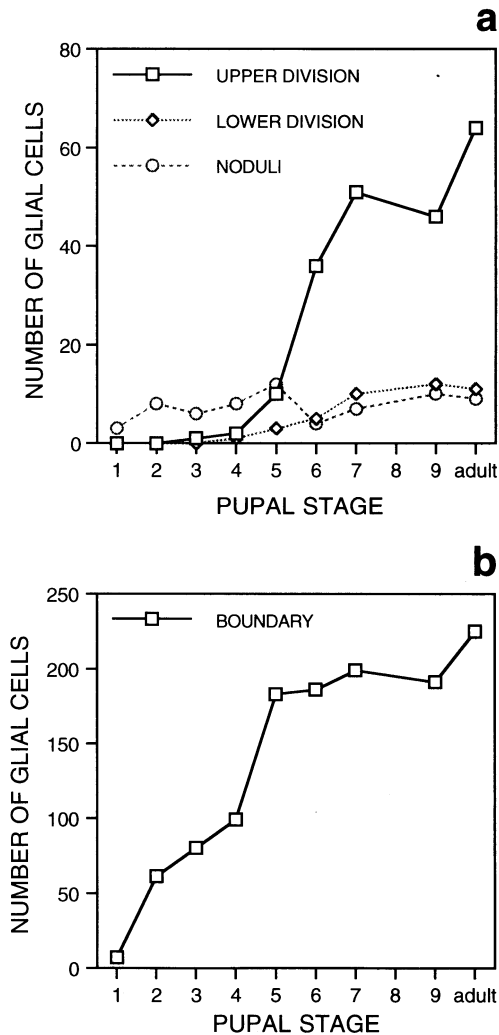 a
80
UPPER DIVISION
LOWER DIVISION
NODULI
60
40
20
0
NUMBER OF GLIAL CELLS
1 2 3 4 5 6 7 8 9 adult
PUPAL STAGE
b
250
BOUNDARY
200
150
100
50
0
NUMBER OF GLIAL CELLS
1 2 3 4 5 6 7 8 9 adult
PUPAL STAGE